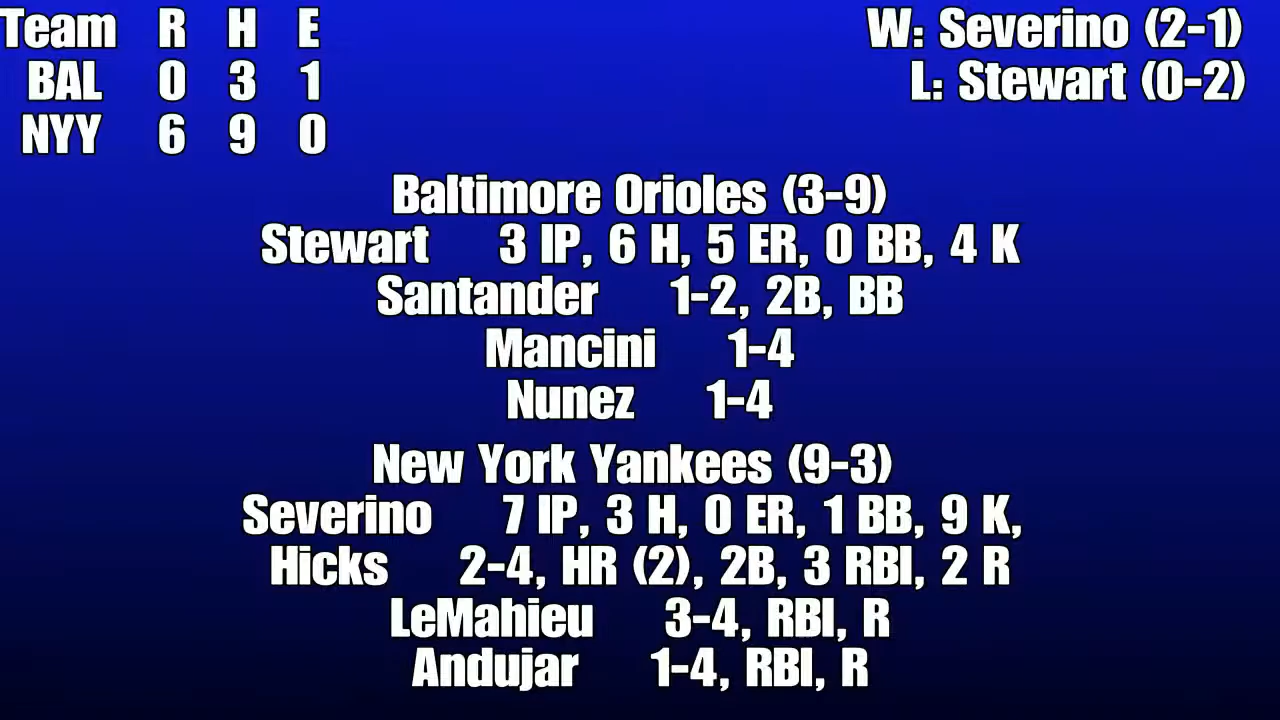 Team R H E
BAL 0 3 1
NYY 6 9 0
W: Severino (2-1)
L: Stewart (0-2)
Baltimore Orioles (3-9)
Stewart 3 IP, 6 H, 5 ER, 0 BB, 4 K
Santander 1-2, 2B, BB
Mancini 1-4
Nunez 1-4
New York Yankees (9-3)
Severino 7 IP, 3 H, 0 ER, 1 BB, 9 K,
Hicks 2-4, HR (2), 2B, 3 RBI, 2 R
LeMahieu 3-4, RBI, R
Andujar 1-4, RBI, R